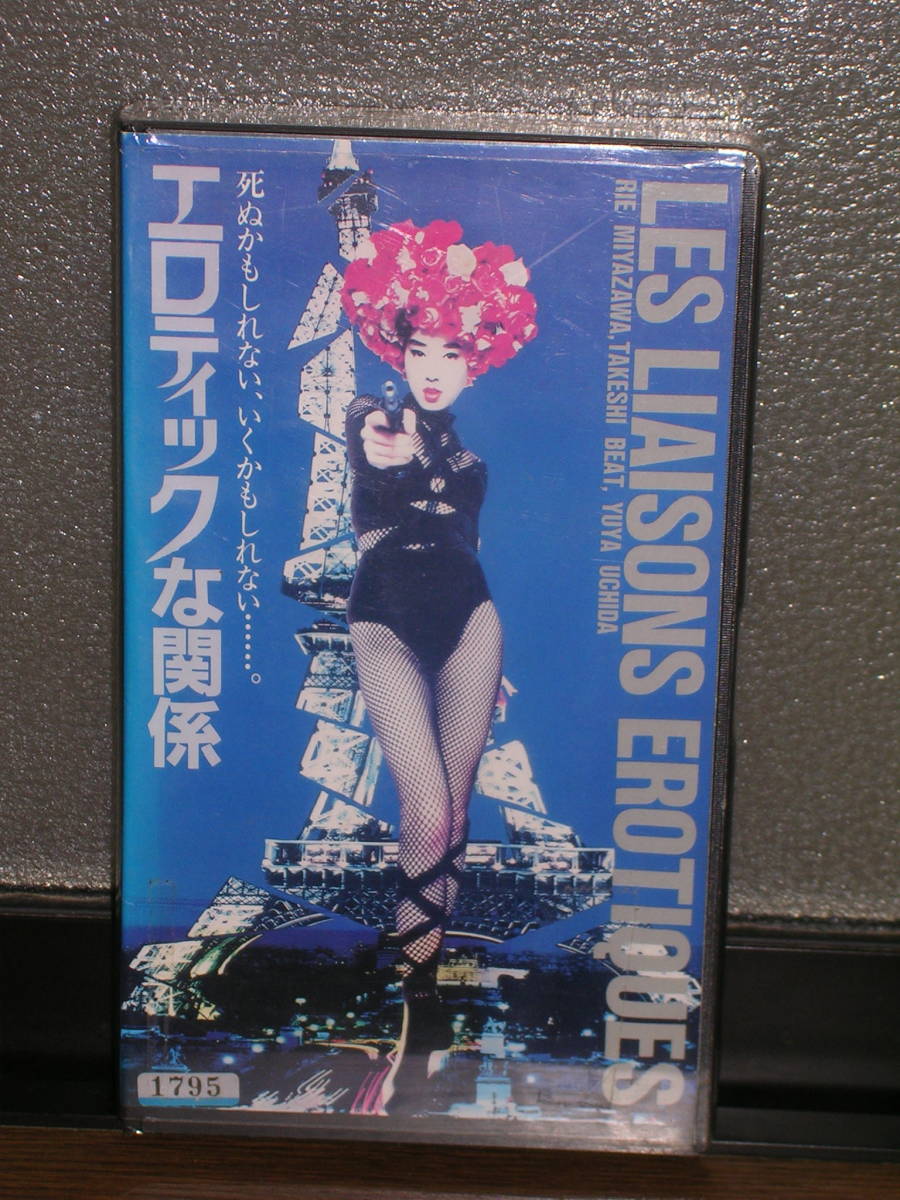 LES LIAISONS EROTIQUES
RIE MIYAZAWA, TAKESHI BEAT, YUYA UCHIDA
死ぬかもしれない、いくかもしれない……。
エロティックな関係
1795